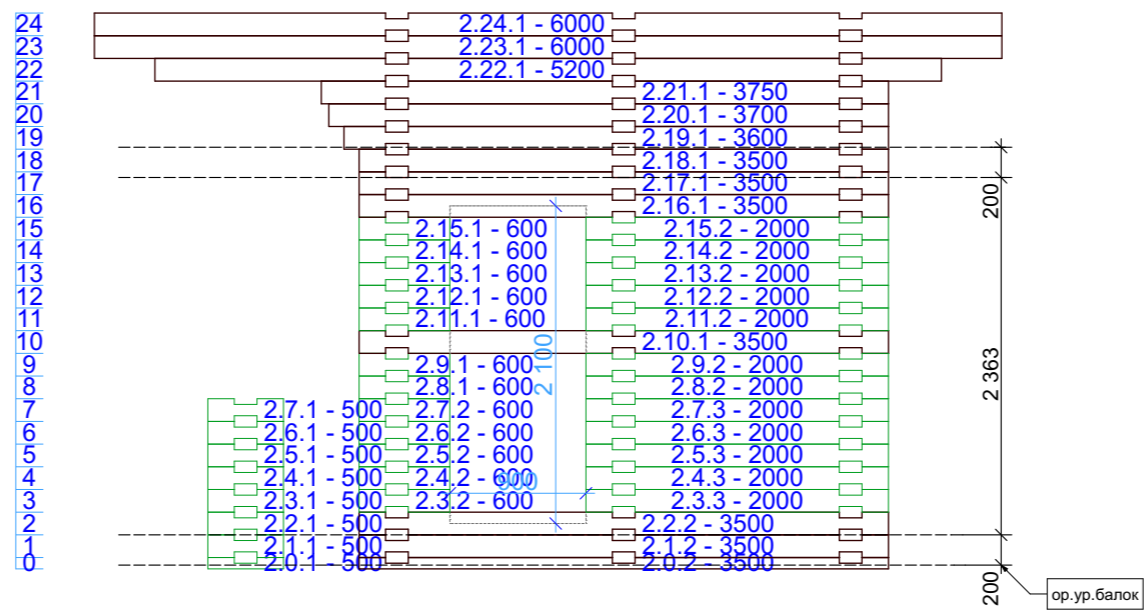 24 2.24.1 - 6000
23 2.23.1 - 6000
22 2.22.1 - 5200
21 2.21.1 - 3750
20 2.20.1 - 3700
19 2.19.1 - 3600
18 2.18.1 - 3500
17 2.17.1 - 3500
16 2.16.1 - 3500
15 2.15.1 - 600 2.15.2 - 2000
14 2.14.1 - 600 2.14.2 - 2000
13 2.13.1 - 600 2.13.2 - 2000
12 2.12.1 - 600 2.12.2 - 2000
11 2.11.1 - 600 2.11.2 - 2000
10 2.10.1 - 3500
9 2.9.1 - 600 2.9.2 - 2000
8 2.8.1 - 600 2.8.2 - 2000
7 2.7.1 - 500 2.7.2 - 600 2.7.3 - 2000
6 2.6.1 - 500 2.6.2 - 600 2.6.3 - 2000
5 2.5.1 - 500 2.5.2 - 600 2.5.3 - 2000
4 2.4.1 - 500 2.4.2 - 600 2.4.3 - 2000
3 2.3.1 - 500 2.3.2 - 600 2.3.3 - 2000
2 2.2.1 - 500 2.2.2 - 3500
1 2.1.1 - 500 2.1.2 - 3500
0 2.0.1 - 500 2.0.2 - 3500
2 100
900
200
2 363
200
ор.ур.балок